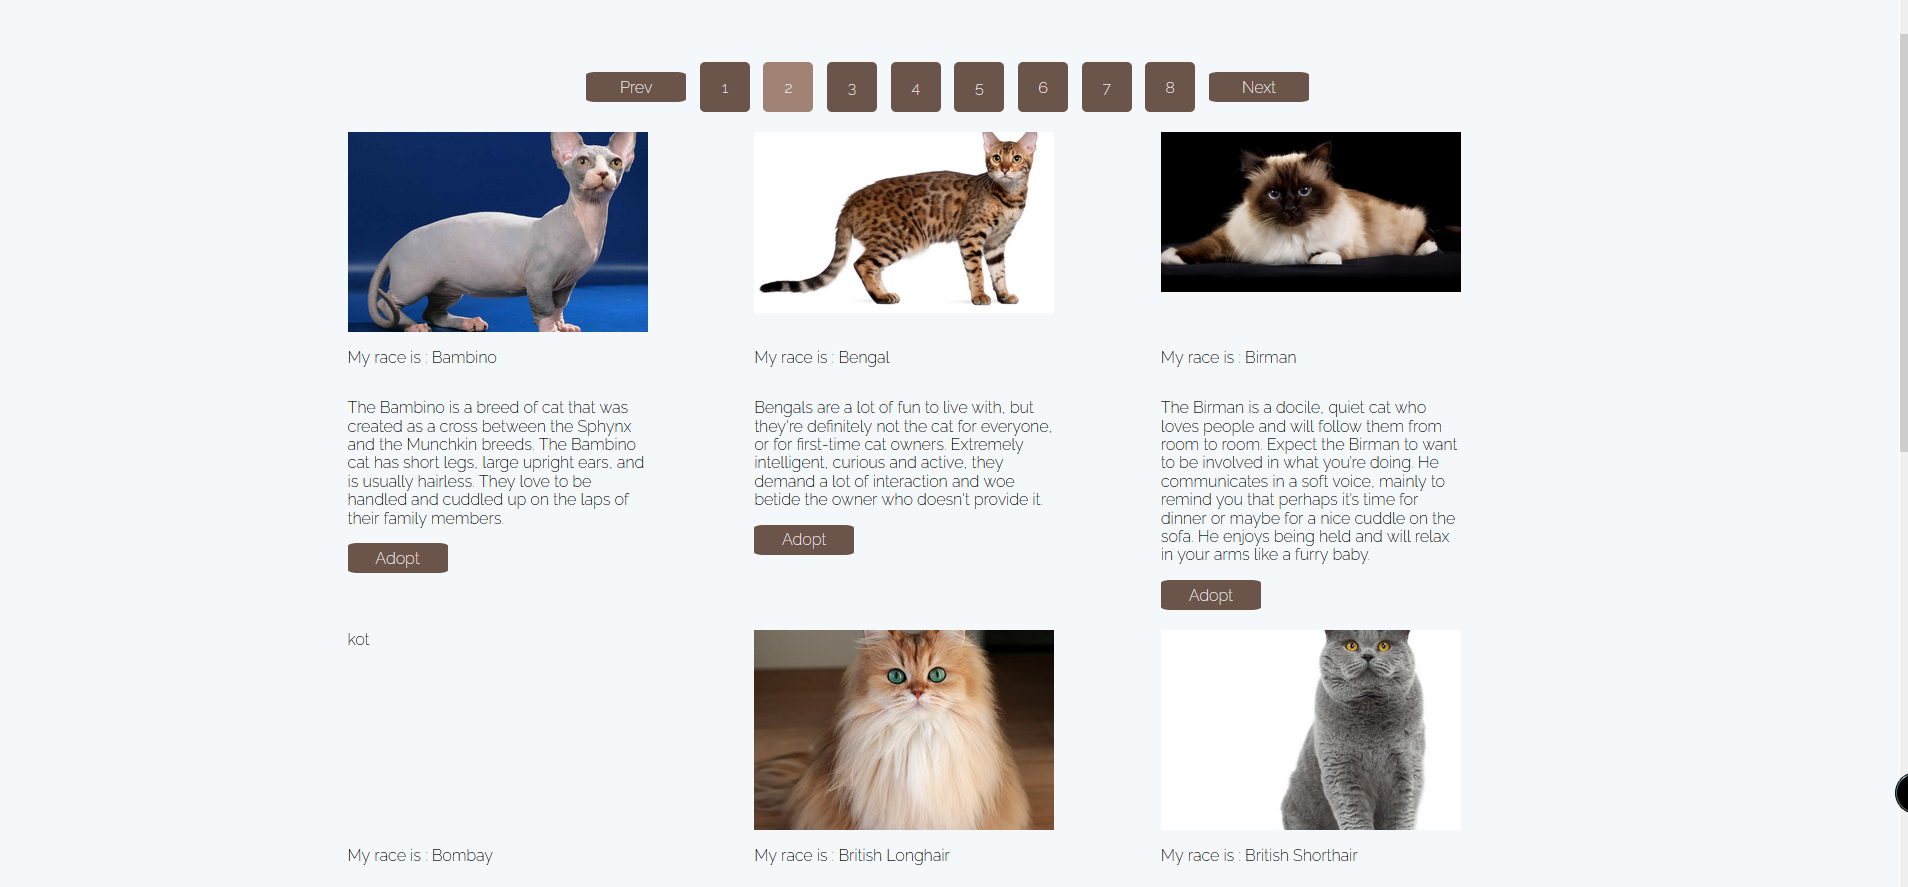 Prev 1 2 3 4 5 6 7 8 Next
My race is : Bambino
The Bambino is a breed of cat that was
created as a cross between the Sphynx
and the Munchkin breeds. The Bambino
cat has short legs, large upright ears, and
is usually hairless. They love to be
handled and cuddled up on the laps of
their family members.
Adopt
My race is : Bengal
Bengals are a lot of fun to live with, but
they're definitely not the cat for everyone,
or for first-time cat owners. Extremely
intelligent, curious and active, they
demand a lot of interaction and woe
betide the owner who doesn't provide it.
Adopt
My race is : Birman
The Birman is a docile, quiet cat who
loves people and will follow them from
room to room. Expect the Birman to want
to be involved in what you're doing. He
communicates in a soft voice, mainly to
remind you that perhaps it's time for
dinner or maybe for a nice cuddle on the
sofa. He enjoys being held and will relax
in your arms like a furry baby.
Adopt
kot
My race is : Bombay
My race is : British Longhair
My race is : British Shorthair